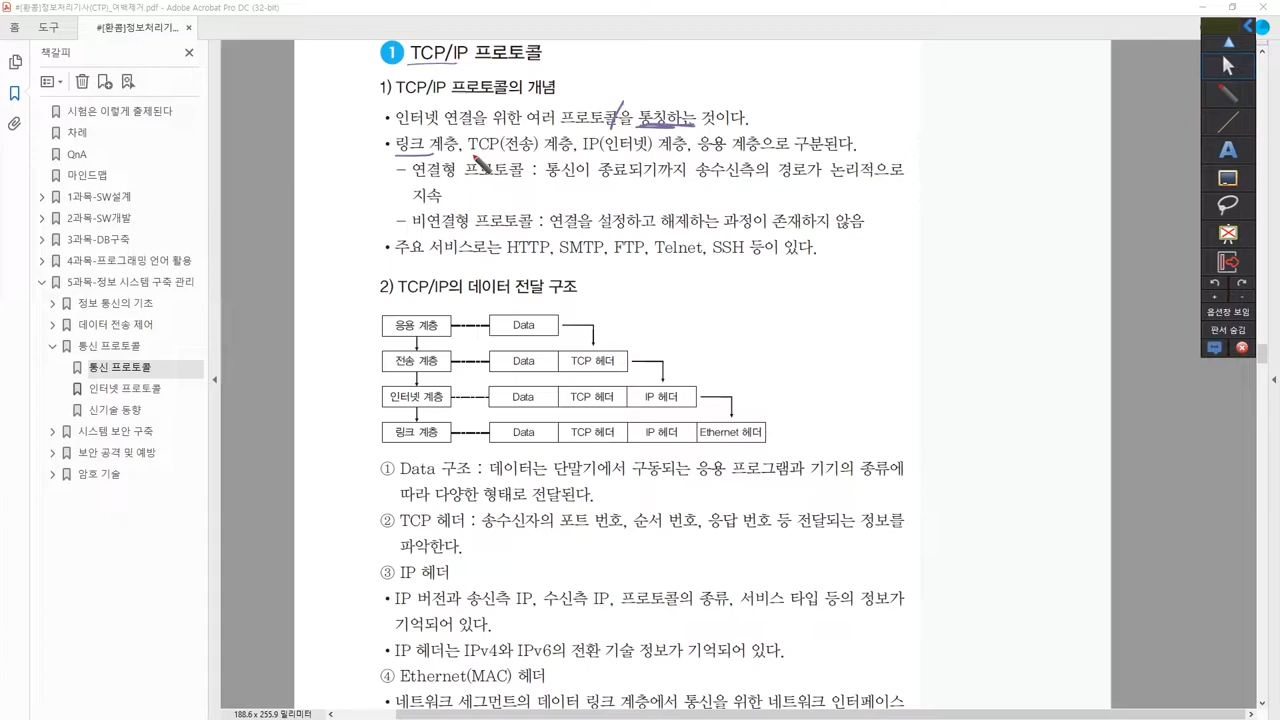 #[환콤]정보처리기사(CTP)_여백제거.pdf - Adobe Acrobat Pro DC (32-bit)
홈 도구 #[환콤]정보처리기... ×
책갈피
시험은 이렇게 출제된다
차례
QnA
마인드맵
1과목-SW설계
2과목-SW개발
3과목-DB구축
4과목-프로그래밍 언어 활용
5과목-정보 시스템 구축 관리
정보 통신의 기초
데이터 전송 제어
통신 프로토콜
통신 프로토콜
인터넷 프로토콜
신기술 동향
시스템 보안 구축
보안 공격 및 예방
암호 기술
1 TCP/IP 프로토콜
1) TCP/IP 프로토콜의 개념
• 인터넷 연결을 위한 여러 프로토콜을 통칭하는 것이다.
• 링크 계층, TCP(전송) 계층, IP(인터넷) 계층, 응용 계층으로 구분된다.
– 연결형 프로토콜 : 통신이 종료되기까지 송수신측의 경로가 논리적으로
지속
– 비연결형 프로토콜 : 연결을 설정하고 해제하는 과정이 존재하지 않음
• 주요 서비스로는 HTTP, SMTP, FTP, Telnet, SSH 등이 있다.
2) TCP/IP의 데이터 전달 구조
응용 계층 Data
전송 계층 Data TCP 헤더
인터넷 계층 Data TCP 헤더 IP 헤더
링크 계층 Data TCP 헤더 IP 헤더 Ethernet 헤더
① Data 구조 : 데이터는 단말기에서 구동되는 응용 프로그램과 기기의 종류에
따라 다양한 형태로 전달된다.
② TCP 헤더 : 송수신자의 포트 번호, 순서 번호, 응답 번호 등 전달되는 정보를
파악한다.
③ IP 헤더
• IP 버전과 송신측 IP, 수신측 IP, 프로토콜의 종류, 서비스 타입 등의 정보가
기억되어 있다.
• IP 헤더는 IPv4와 IPv6의 전환 기술 정보가 기억되어 있다.
④ Ethernet(MAC) 헤더
• 네트워크 세그먼트의 데이터 링크 계층에서 통신을 위한 네트워크 인터페이스
188.6 x 255.9 밀리미터
옵션창 보임
판서 숨김